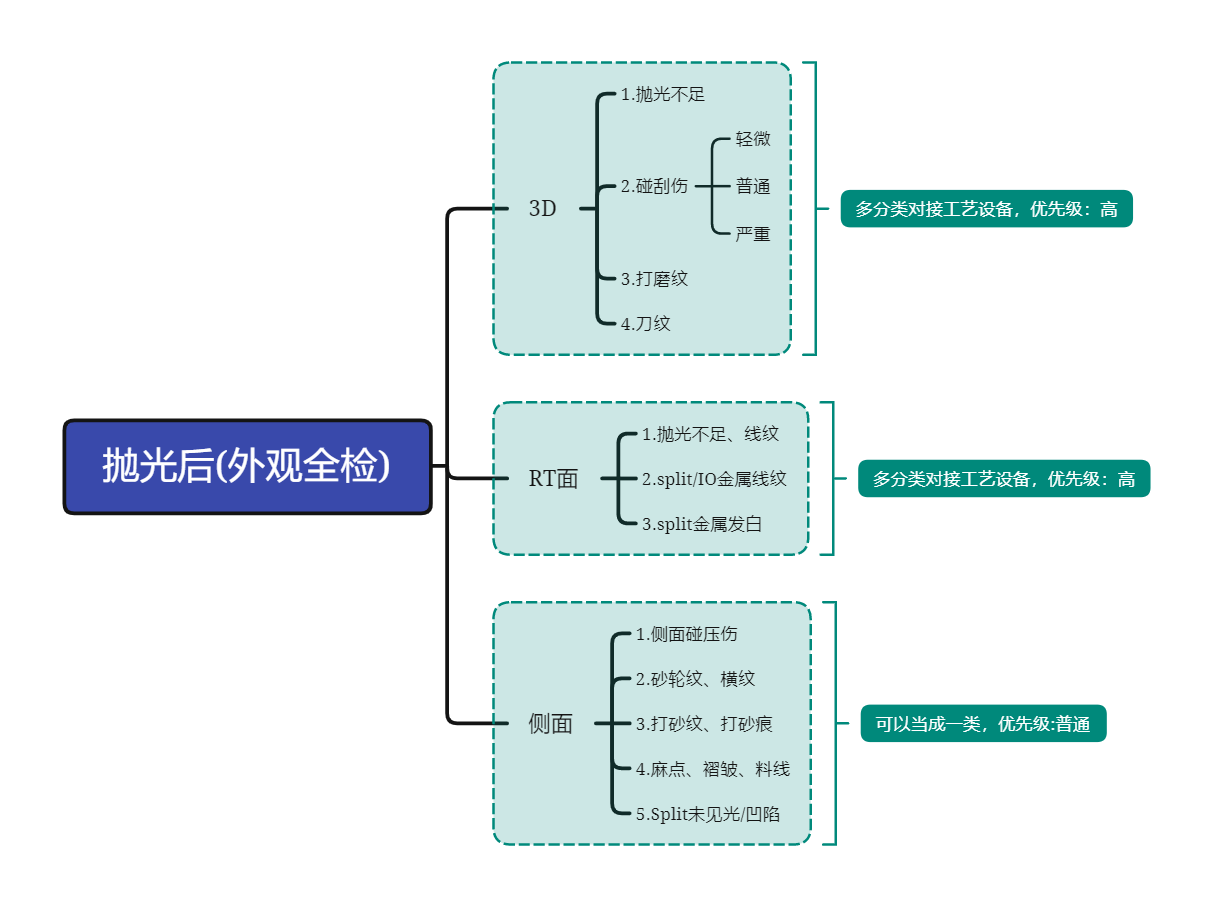 抛光后(外观全检)
3D
1.抛光不足
2.碰刮伤
轻微
普通
严重
3.打磨纹
4.刀纹
多分类对接工艺设备，优先级：高
RT面
1.抛光不足、线纹
2.split/IO金属线纹
3.split金属发白
多分类对接工艺设备，优先级：高
侧面
1.侧面碰压伤
2.砂轮纹、横纹
3.打砂纹、打砂痕
4.麻点、褶皱、料线
5.Split未见光/凹陷
可以当成一类，优先级:普通